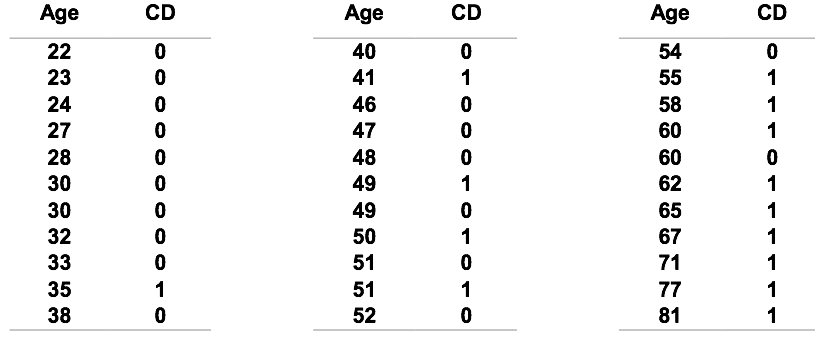 Age CD Age CD Age CD
22 0 40 0 54 0
23 0 41 1 55 1
24 0 46 0 58 1
27 0 47 0 60 1
28 0 48 0 60 0
30 0 49 1 62 1
30 0 49 0 65 1
32 0 50 1 67 1
33 0 51 0 71 1
35 1 51 1 77 1
38 0 52 0 81 1